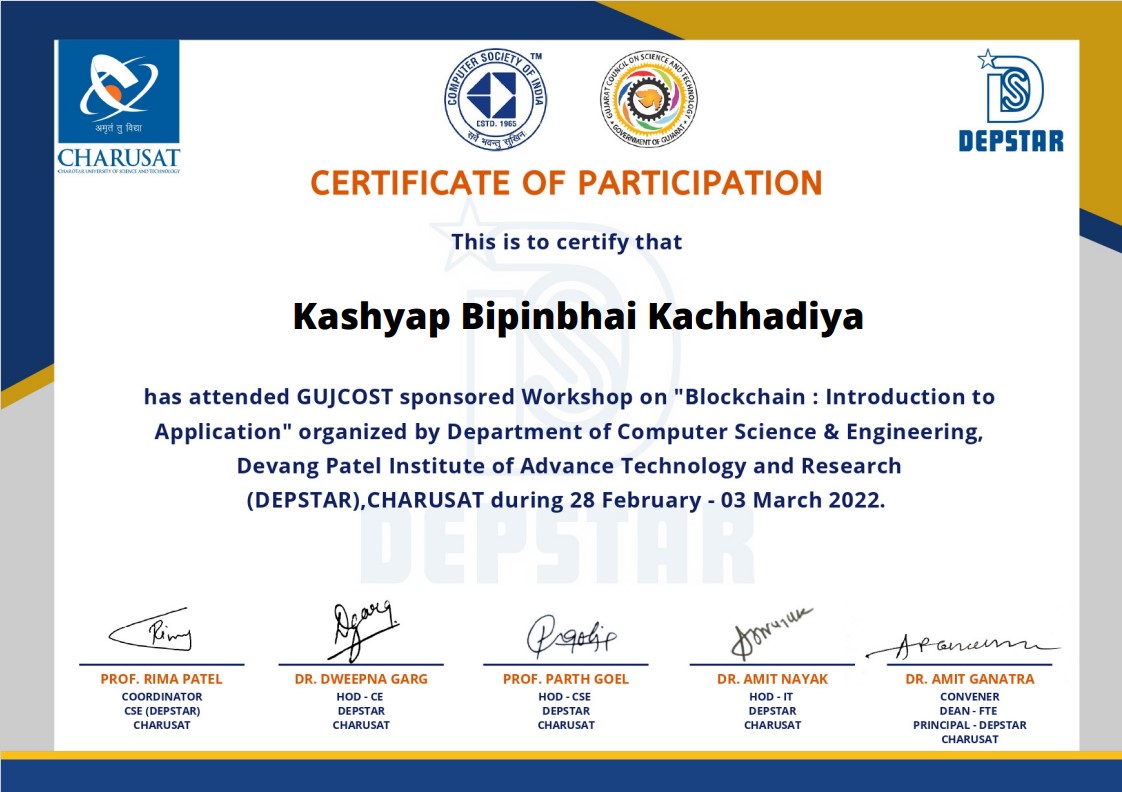 अमृतं तु विद्या
CHARUSAT
CHAROTAR UNIVERSITY OF SCIENCE AND TECHNOLOGY
COMPUTER SOCIETY OF INDIA
TM
ESTD. 1965
सर्वे भवन्तु सुखिनः
GUJARAT COUNCIL ON SCIENCE AND TECHNOLOGY
GOVERNMENT OF GUJARAT
DEPSTAR
CERTIFICATE OF PARTICIPATION
This is to certify that
Kashyap Bipinbhai Kachhadiya
has attended GUJCOST sponsored Workshop on "Blockchain : Introduction to
Application" organized by Department of Computer Science & Engineering,
Devang Patel Institute of Advance Technology and Research
(DEPSTAR),CHARUSAT during 28 February - 03 March 2022.
DEPSTAR
PROF. RIMA PATEL
COORDINATOR
CSE (DEPSTAR)
CHARUSAT
DR. DWEEPNA GARG
HOD - CE
DEPSTAR
CHARUSAT
PROF. PARTH GOEL
HOD - CSE
DEPSTAR
CHARUSAT
DR. AMIT NAYAK
HOD - IT
DEPSTAR
CHARUSAT
DR. AMIT GANATRA
CONVENER
DEAN - FTE
PRINCIPAL - DEPSTAR
CHARUSAT